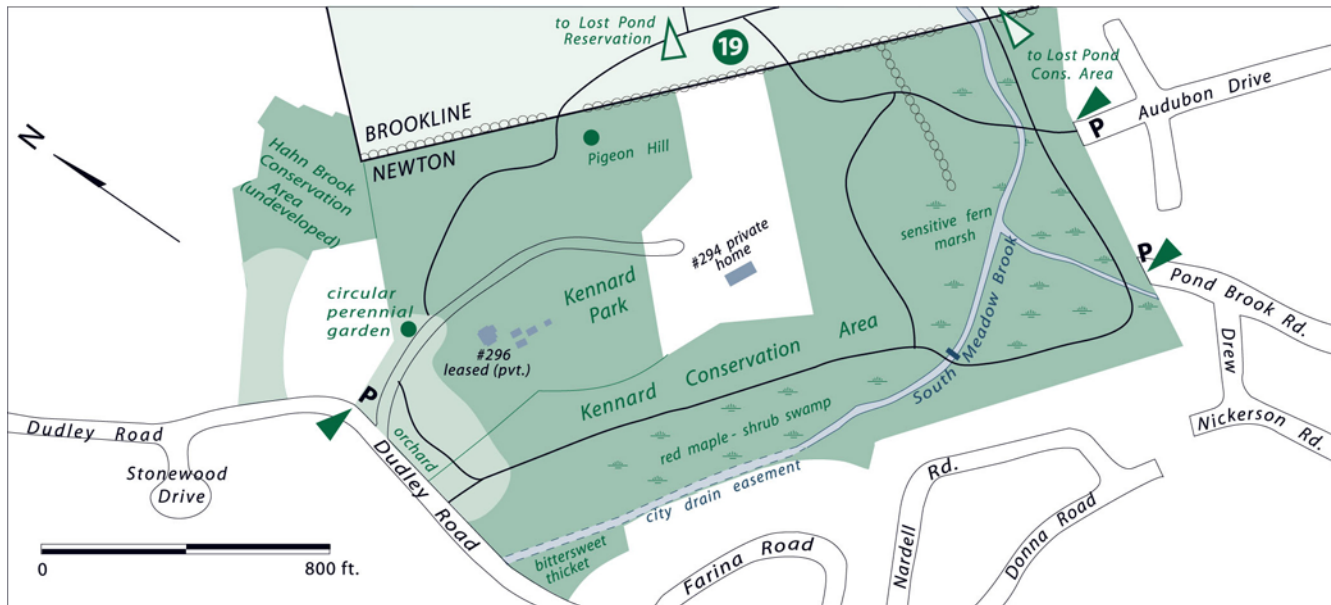 to Lost Pond
Reservation
19
to Lost Pond
Cons. Area
Audubon Drive
P
BROOKLINE
NEWTON
N
Hahn Brook
Conservation
Area
(undeveloped)
Pigeon Hill
sensitive fern
marsh
#294 private
home
P
Pond Brook Rd.
circular
perennial
garden
Kennard
Park
#296
leased (pvt.)
Kennard Conservation Area
South Meadow Brook
Drew
Nickerson Rd.
P
Dudley Road
Stonewood
Drive
orchard
Dudley Road
red maple - shrub swamp
city drain easement
bittersweet
thicket
Farina Road
Nardell
Rd.
Donna Road
0 800 ft.